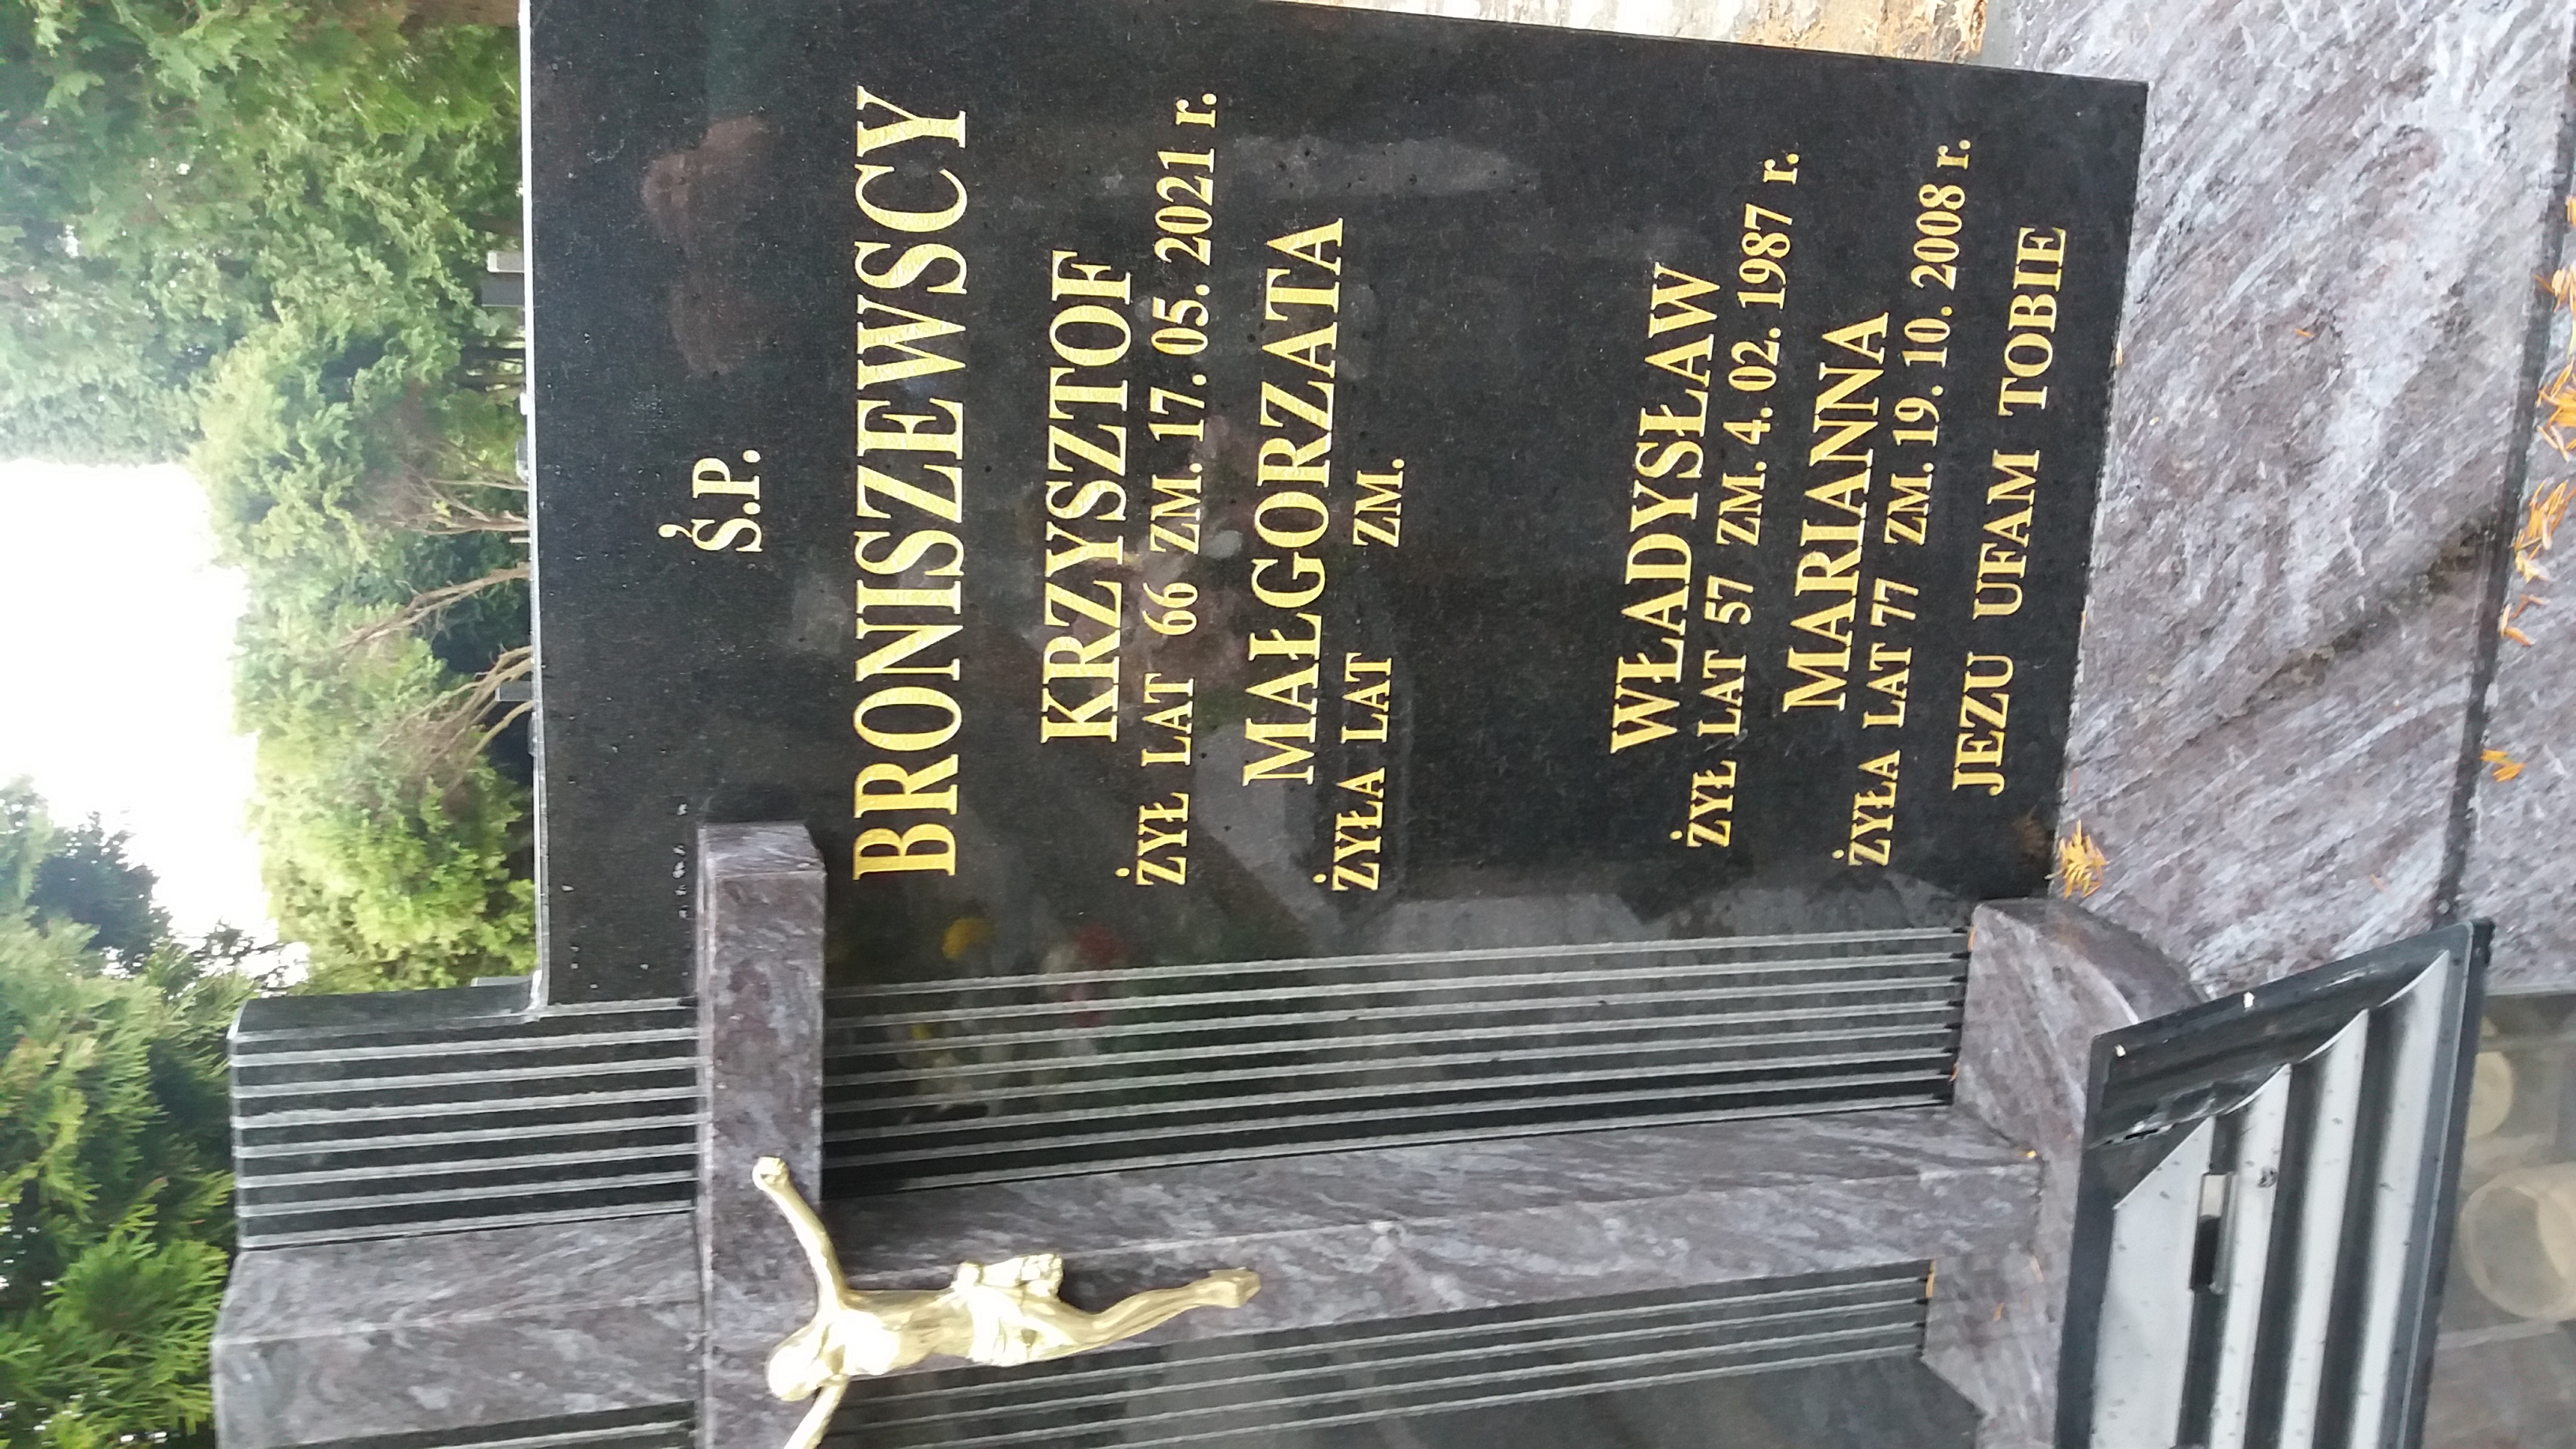 Ś.P.
BRONISZEWSCY
KRZYSZTOF
ŻYŁ LAT 66 ZM. 17. 05. 2021 r.
MAŁGORZATA
ŻYŁA LAT ZM.
WŁADYSŁAW
ŻYŁ LAT 57 ZM. 4. 02. 1987 r.
MARIANNA
ŻYŁA LAT 77 ZM. 19. 10. 2008 r.
JEZU UFAM TOBIE